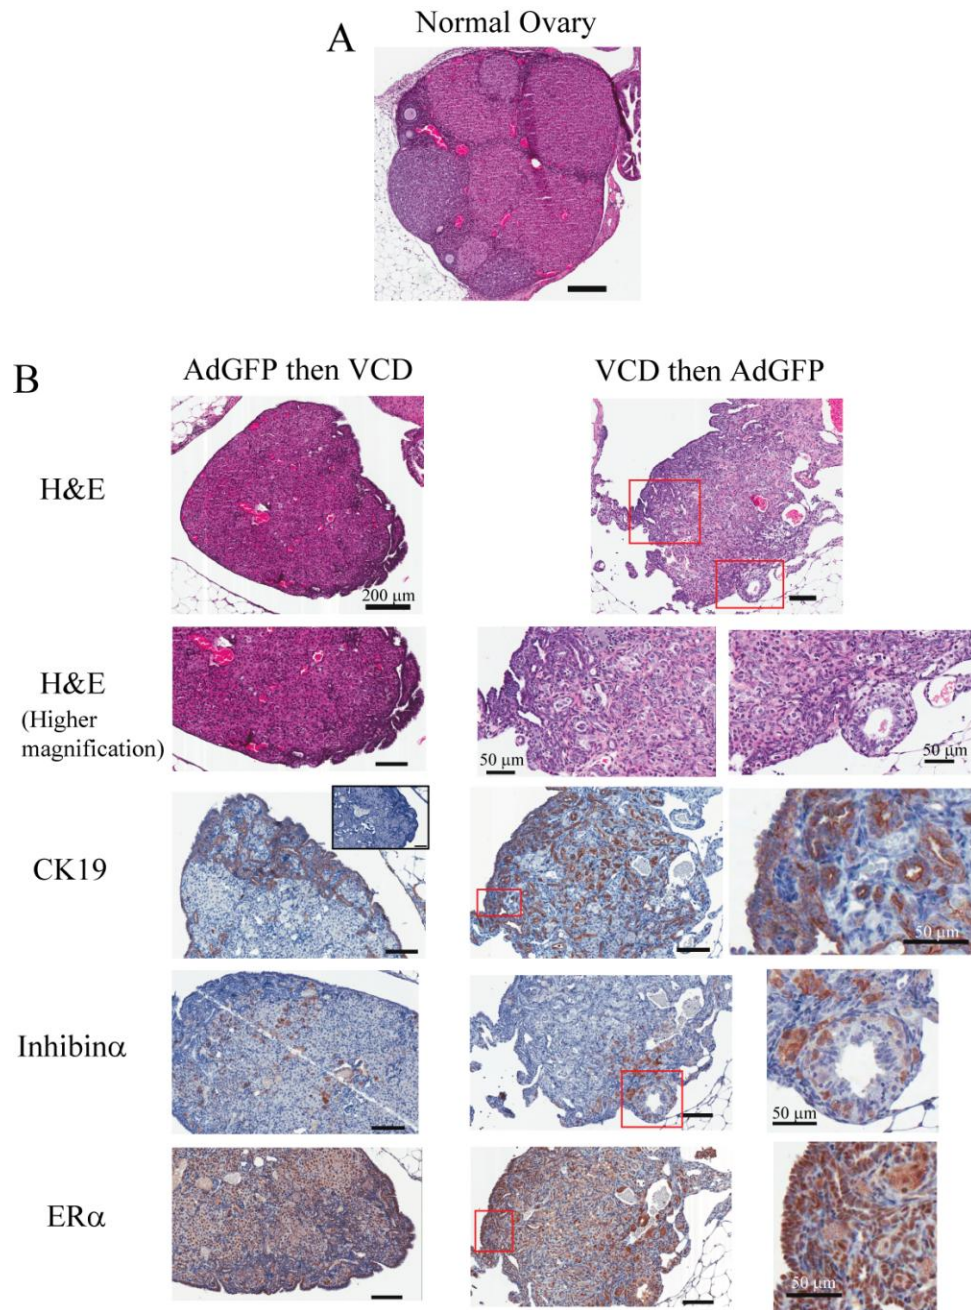 Normal Ovary
A
B
AdGFP then VCD
VCD then AdGFP
H&E
200 μm
H&E
(Higher
magnification)
50 μm
50 μm
CK19
50 μm
Inhibinα
50 μm
ERα
50 μm